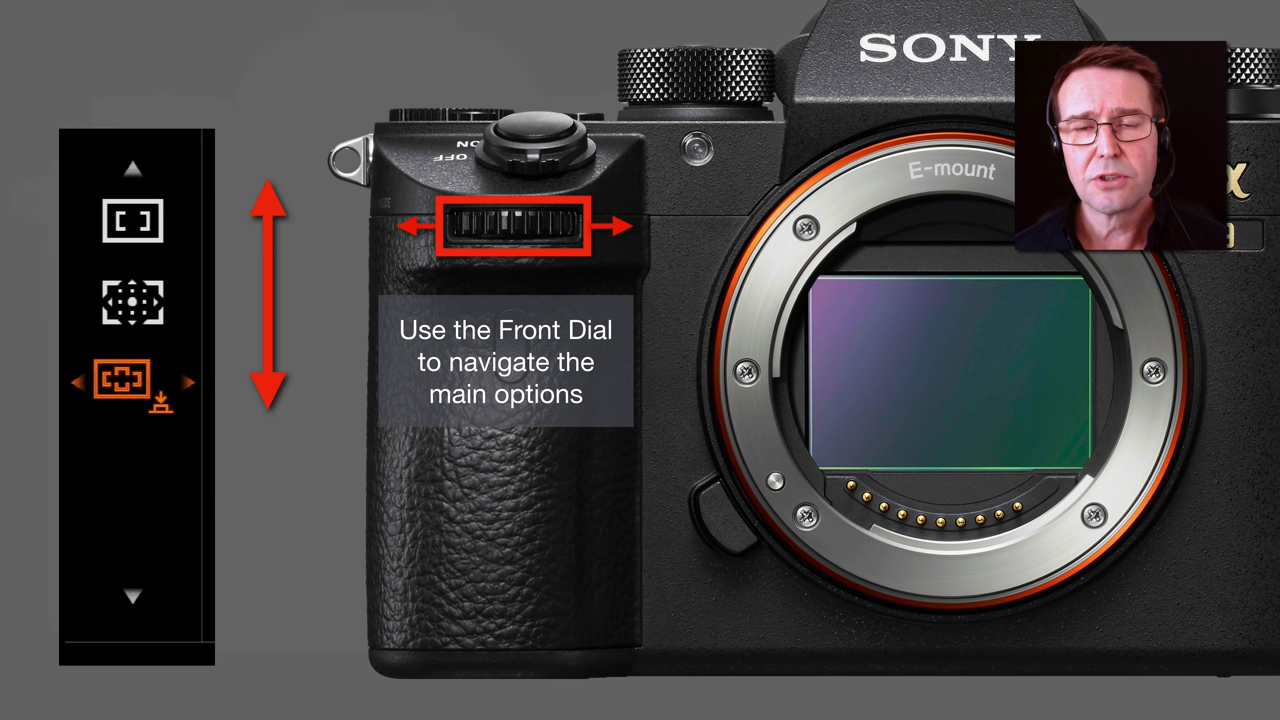 SONY
E-mount
ON
OFF
α
Use the Front Dial
to navigate the
main options